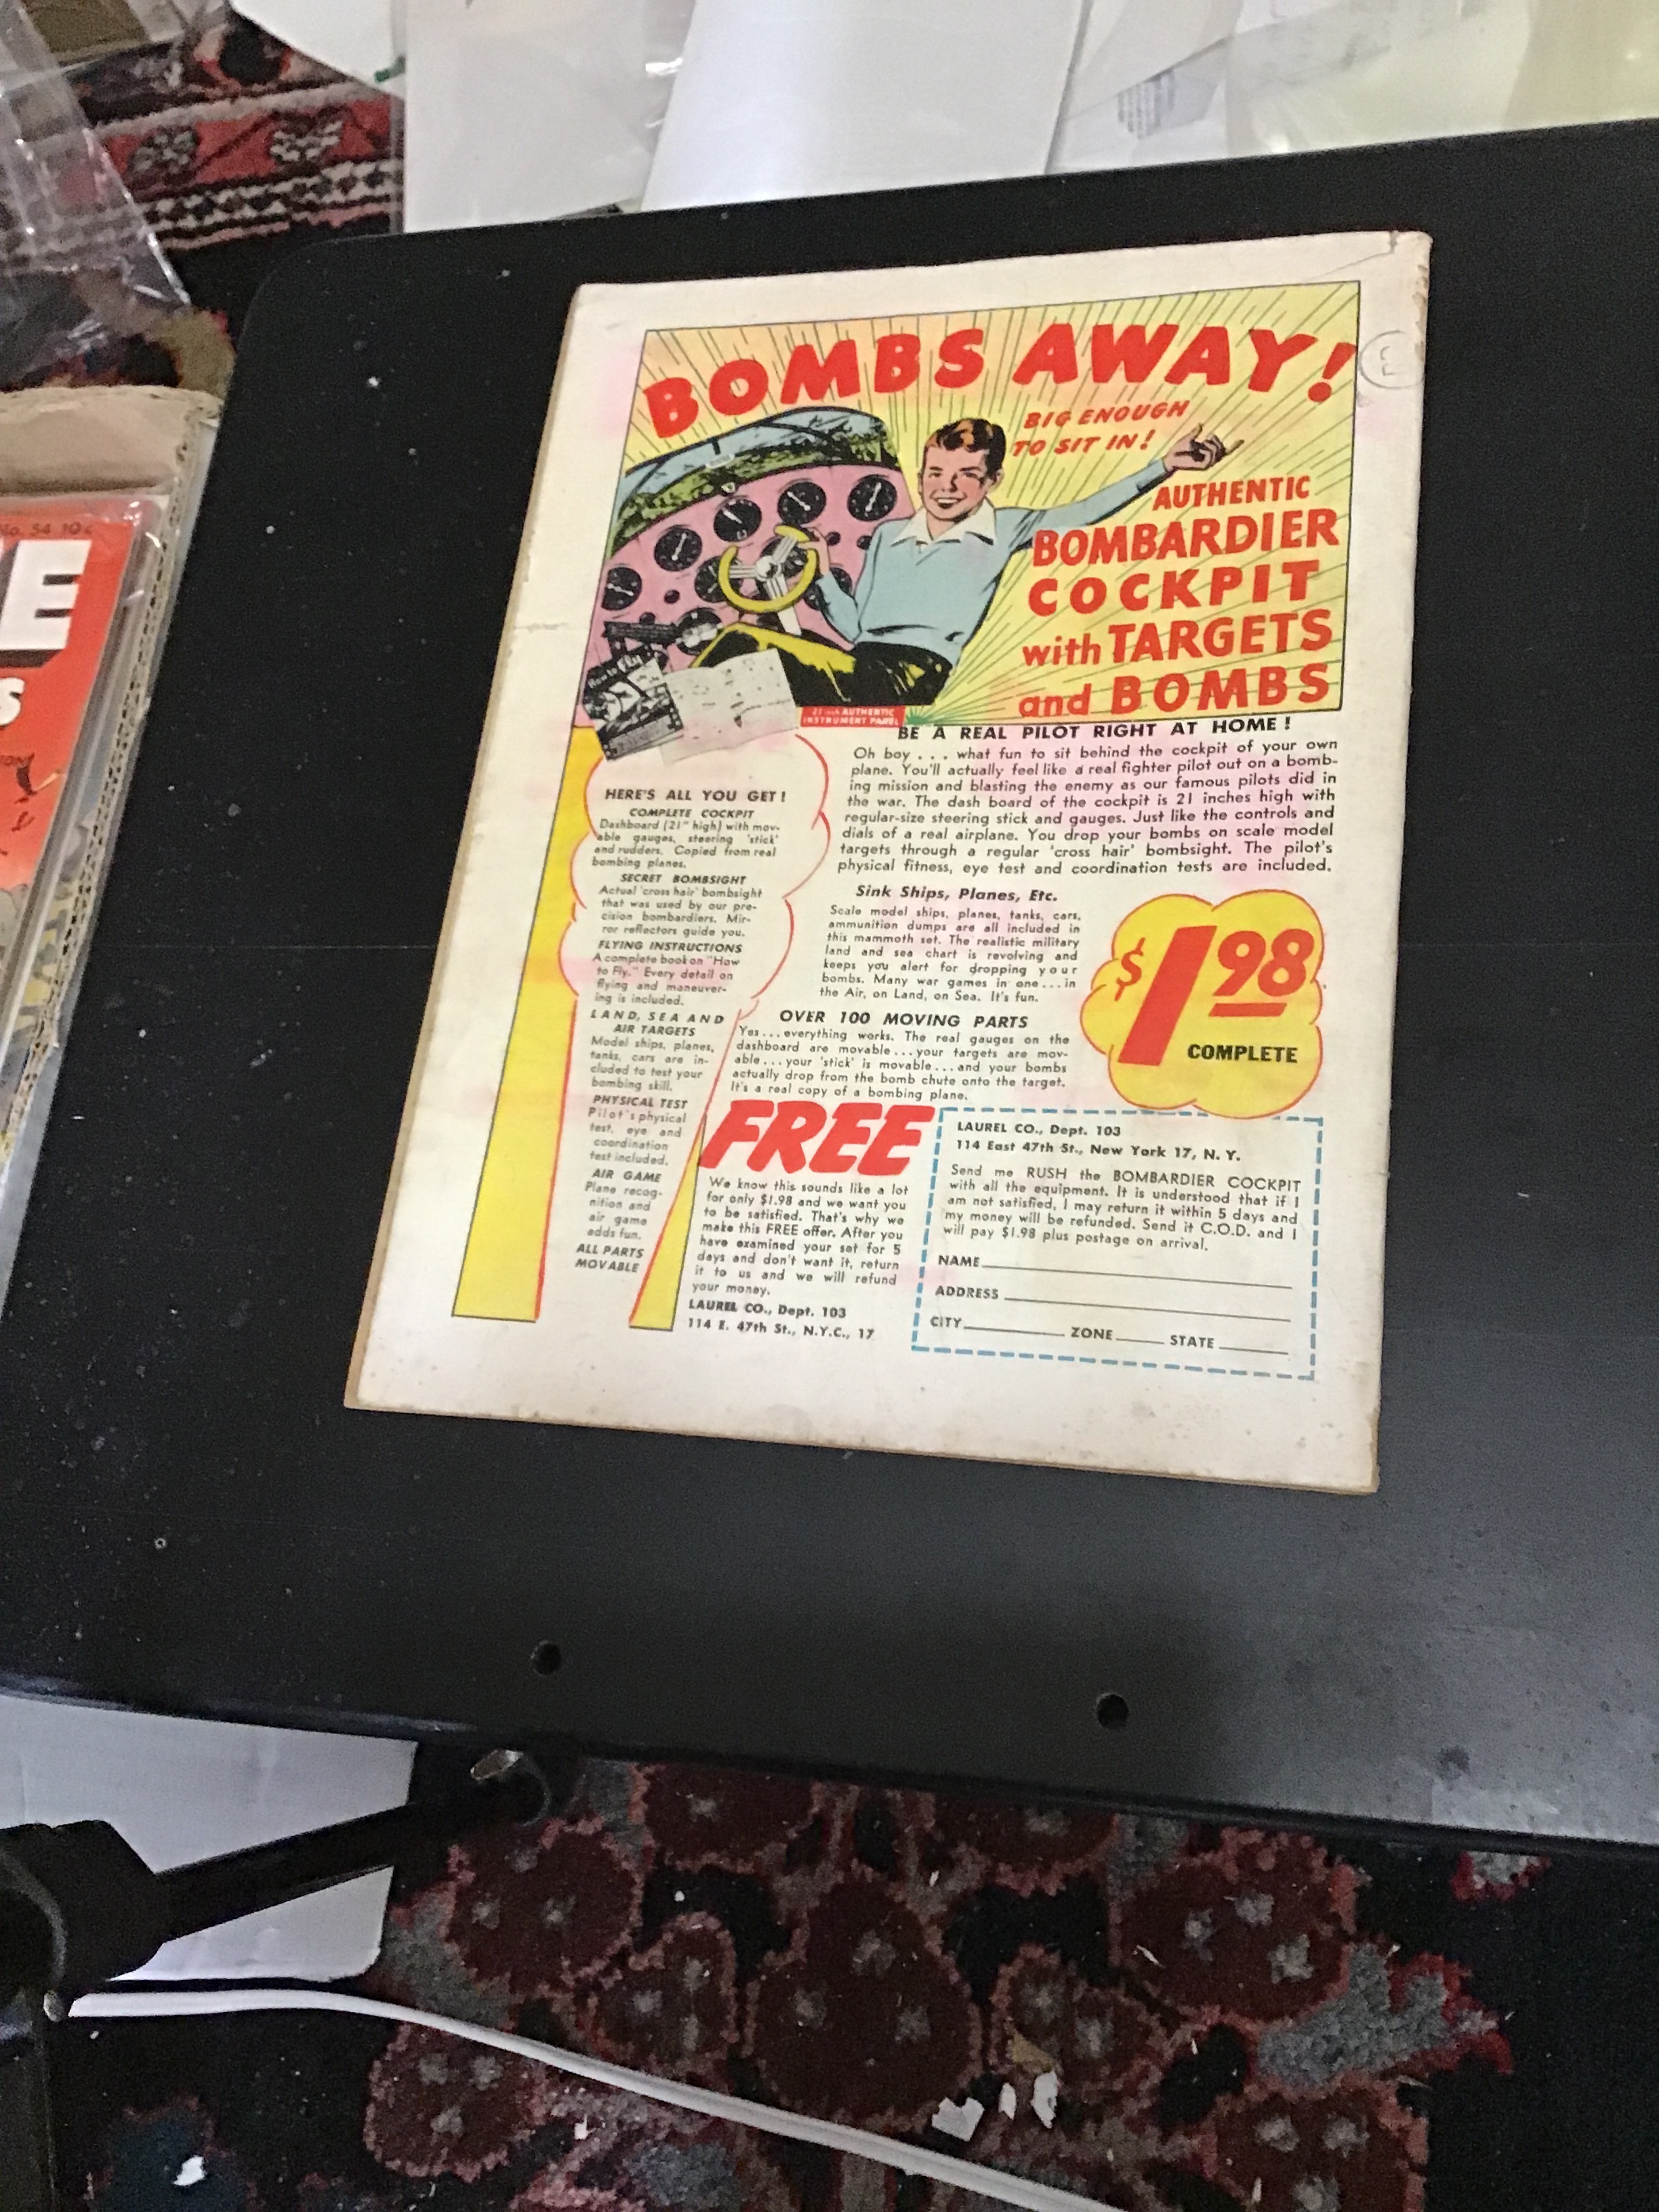 No. 54 10¢
E
S
BOMBS AWAY!
BIG ENOUGH
TO SIT IN!
AUTHENTIC
BOMBARDIER
COCKPIT
with TARGETS
and BOMBS
How to Fly
21 inch AUTHENTIC
INSTRUMENT PANEL
BE A REAL PILOT RIGHT AT HOME!
Oh boy . . . what fun to sit behind the cockpit of your own
plane. You'll actually feel like a real fighter pilot out on a bomb-
ing mission and blasting the enemy as our famous pilots did in
the war. The dash board of the cockpit is 21 inches high with
regular-size steering stick and gauges. Just like the controls and
dials of a real airplane. You drop your bombs on scale model
targets through a regular 'cross hair' bombsight. The pilot's
physical fitness, eye test and coordination tests are included.
HERE'S ALL YOU GET!
COMPLETE COCKPIT
Dashboard (21" high) with mov-
able gauges, steering 'stick'
and rudders. Copied from real
bombing planes.
SECRET BOMBSIGHT
Actual 'cross hair' bombsight
that was used by our pre-
cision bombardiers. Mir-
ror reflectors guide you.
FLYING INSTRUCTIONS
A complete book on "How
to Fly." Every detail on
flying and maneuver-
ing is included.
LAND, SEA AND
AIR TARGETS
Model ships, planes,
tanks, cars are in-
cluded to test your
bombing skill.
PHYSICAL TEST
Pilot's physical
test, eye and
coordination
test included.
AIR GAME
Plane recog-
nition and
air game
adds fun.
ALL PARTS
MOVABLE
Sink Ships, Planes, Etc.
Scale model ships, planes, tanks, cars,
ammunition dumps are all included in
this mammoth set. The realistic military
land and sea chart is revolving and
keeps you alert for dropping your
bombs. Many war games in one . . . in
the Air, on Land, on Sea. It's fun.
$1.98
COMPLETE
OVER 100 MOVING PARTS
Yes . . . everything works. The real gauges on the
dashboard are movable . . . your targets are mov-
able . . . your 'stick' is movable . . . and your bombs
actually drop from the bomb chute onto the target.
It's a real copy of a bombing plane.
FREE
We know this sounds like a lot
for only $1.98 and we want you
to be satisfied. That's why we
make this FREE offer. After you
have examined your set for 5
days and don't want it, return
it to us and we will refund
your money.
LAUREL CO., Dept. 103
114 E. 47th St., N.Y.C., 17
LAUREL CO., Dept. 103
114 East 47th St., New York 17, N. Y.
Send me RUSH the BOMBARDIER COCKPIT
with all the equipment. It is understood that if I
am not satisfied, I may return it within 5 days and
my money will be refunded. Send it C.O.D. and I
will pay $1.98 plus postage on arrival.
NAME
ADDRESS
CITY ZONE STATE